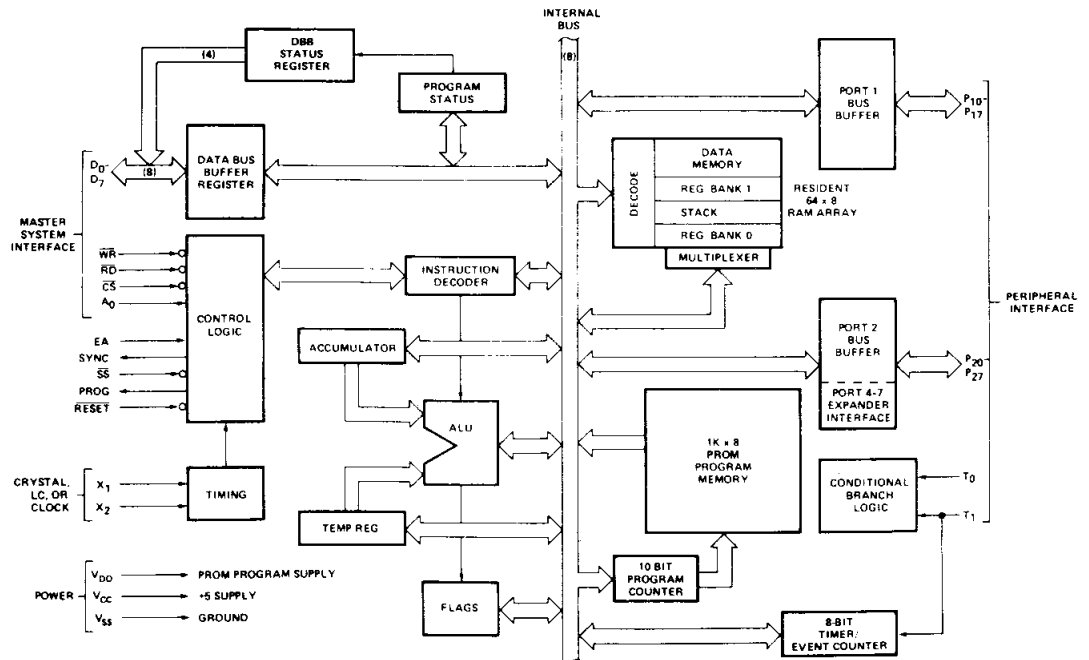 INTERNAL
BUS
(8)
DBB
STATUS
REGISTER
(4)
PROGRAM
STATUS
PORT 1
BUS
BUFFER
P10-
P17
D0-
D7
(8)
DATA BUS
BUFFER
REGISTER
DECODE
DATA
MEMORY
REG BANK 1
STACK
REG BANK 0
MULTIPLEXER
RESIDENT
64 x 8
RAM ARRAY
MASTER
SYSTEM
INTERFACE
WR
RD
CS
A0
EA
SYNC
SS
PROG
RESET
CONTROL
LOGIC
INSTRUCTION
DECODER
ACCUMULATOR
ALU
TEMP REG
FLAGS
PERIPHERAL
INTERFACE
PORT 2
BUS
BUFFER
PORT 4-7
EXPANDER
INTERFACE
P20-
P27
1K x 8
PROM
PROGRAM
MEMORY
CONDITIONAL
BRANCH
LOGIC
T0
T1
CRYSTAL,
LC, OR
CLOCK
X1
X2
TIMING
10 BIT
PROGRAM
COUNTER
8-BIT
TIMER/
EVENT COUNTER
POWER
VDD
PROM PROGRAM SUPPLY
VCC
+5 SUPPLY
VSS
GROUND